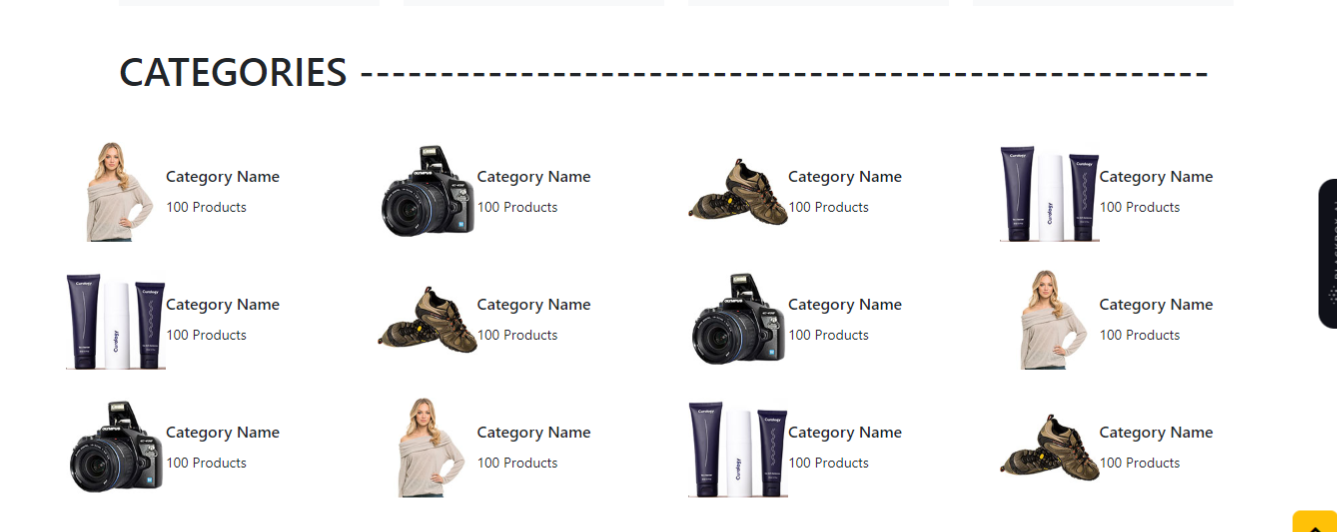 CATEGORIES -----------------------------------------------------
Category Name
100 Products
Category Name
100 Products
Category Name
100 Products
Category Name
100 Products
Category Name
100 Products
Category Name
100 Products
Category Name
100 Products
Category Name
100 Products
Category Name
100 Products
Category Name
100 Products
Category Name
100 Products
Category Name
100 Products